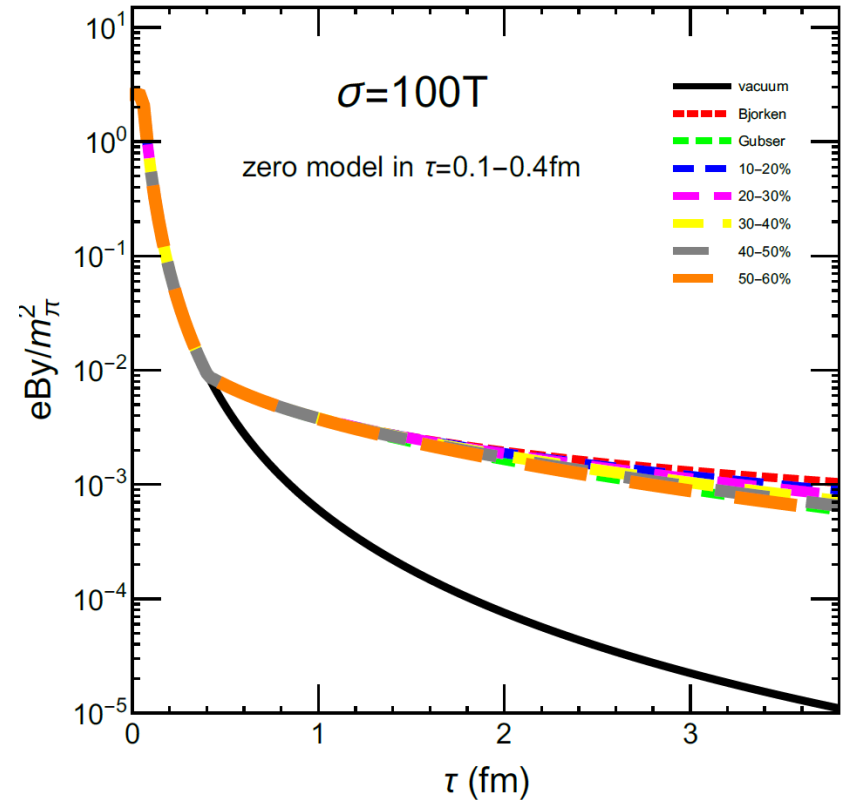 σ=100T
zero model in τ=0.1−0.4fm
vacuum
Bjorken
Gubser
10−20%
20−30%
30−40%
40−50%
50−60%
10^1
10^0
10^-1
10^-2
10^-3
10^-4
10^-5
eBy/m_π^2
0 1 2 3
τ (fm)